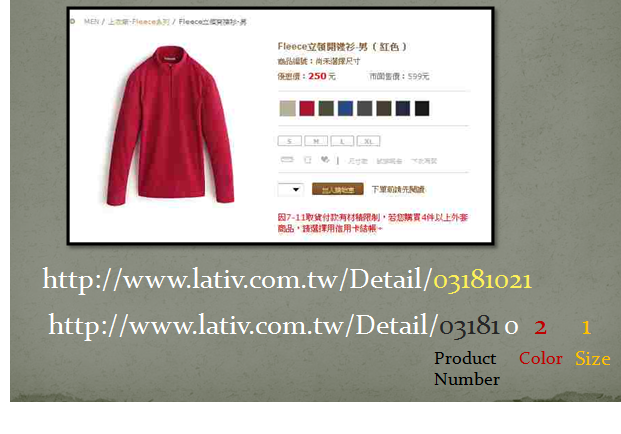 MEN / 上衣類-Fleece系列 / Fleece立領開襟衫-男
Fleece立領開襟衫-男 ( 紅色 )
商品編號：尚未選擇尺寸
優惠價：250 元 市面售價：599元
S M L XL
加入購物車 下單前請先閱讀
因7-11取貨付款有材積限制，若您購買4件以上外套
商品，請選擇用信用卡結帳。
http://www.lativ.com.tw/Detail/03181021
http://www.lativ.com.tw/Detail/03181 0 2 1
Product Color Size
Number